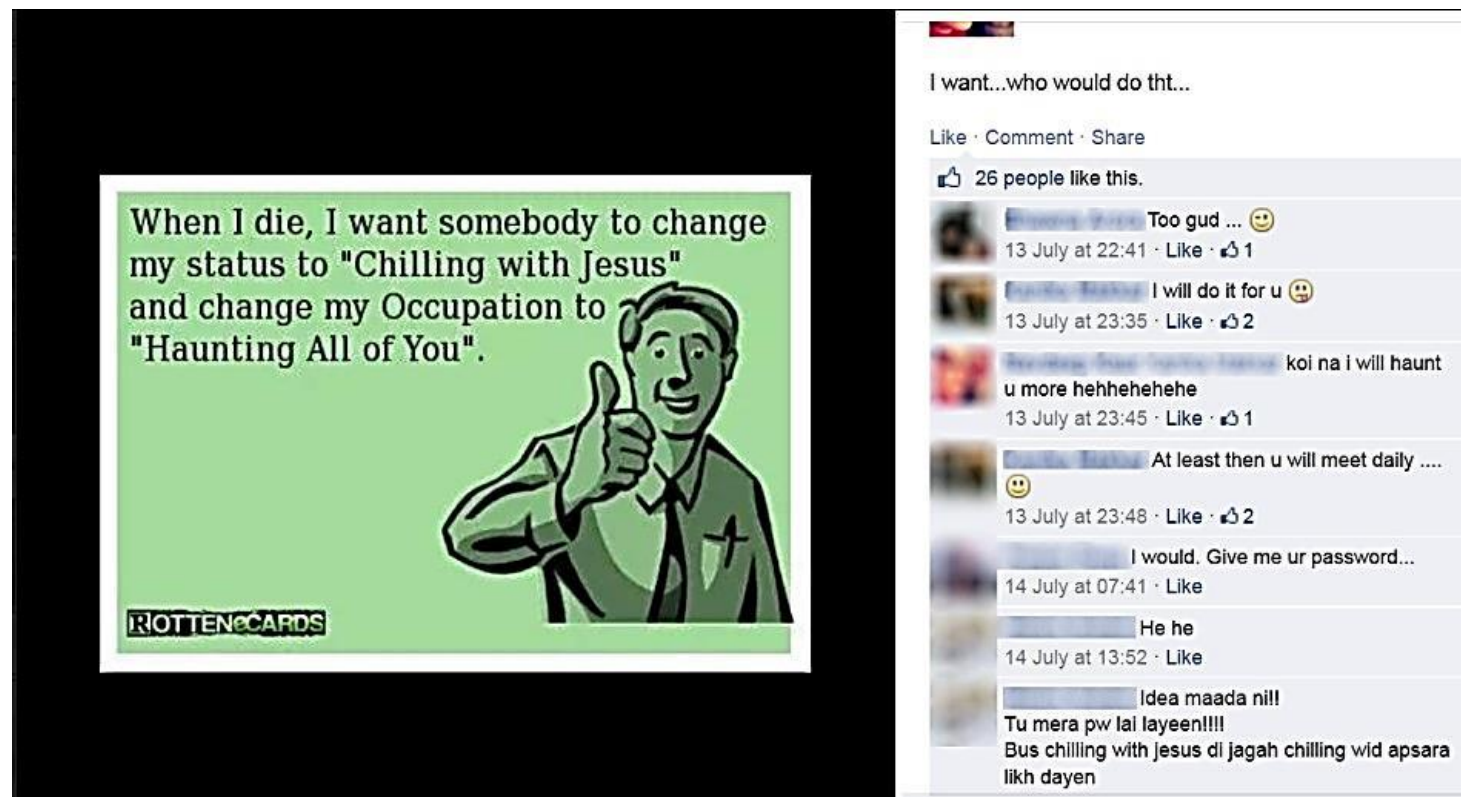 When I die, I want somebody to change
my status to "Chilling with Jesus"
and change my Occupation to
"Haunting All of You".
ROTTENeCARDS
I want...who would do tht...
Like · Comment · Share
26 people like this.
Too gud ...
13 July at 22:41 · Like · 1
I will do it for u
13 July at 23:35 · Like · 2
koi na i will haunt
u more hehhehehehe
13 July at 23:45 · Like · 1
At least then u will meet daily ....
13 July at 23:48 · Like · 2
I would. Give me ur password...
14 July at 07:41 · Like
He he
14 July at 13:52 · Like
Idea maada ni!!
Tu mera pw lai layeen!!!!
Bus chilling with jesus di jagah chilling wid apsara
likh dayen